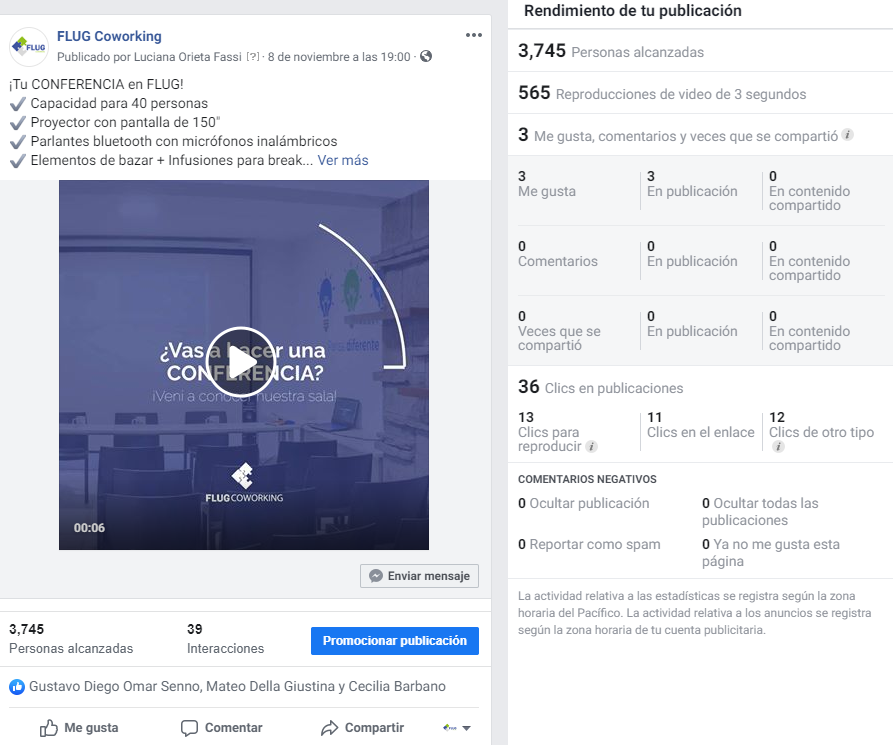 FLUG Coworking
Publicado por Luciana Orieta Fassi [?] · 8 de noviembre a las 19:00 ·
¡Tu CONFERENCIA en FLUG!
✔ Capacidad para 40 personas
✔ Proyector con pantalla de 150"
✔ Parlantes bluetooth con micrófonos inalámbricos
✔ Elementos de bazar + Infusiones para break... Ver más
¿Vas a hacer una
CONFERENCIA?
¡Vení a conocer nuestra sala!
diferente
FLUGCOWORKING
00:06
Enviar mensaje
3,745
Personas alcanzadas
39
Interacciones
Promocionar publicación
Gustavo Diego Omar Senno, Mateo Della Giustina y Cecilia Barbano
Me gusta
Comentar
Compartir
Rendimiento de tu publicación
3,745 Personas alcanzadas
565 Reproducciones de video de 3 segundos
3 Me gusta, comentarios y veces que se compartió
3
Me gusta
3
En publicación
0
En contenido
compartido
0
Comentarios
0
En publicación
0
En contenido
compartido
0
Veces que se
compartió
0
En publicación
0
En contenido
compartido
36 Clics en publicaciones
13
Clics para
reproducir
11
Clics en el enlace
12
Clics de otro tipo
COMENTARIOS NEGATIVOS
0 Ocultar publicación
0 Ocultar todas las
publicaciones
0 Reportar como spam
0 Ya no me gusta esta
página
La actividad relativa a las estadísticas se registra según la zona
horaria del Pacífico. La actividad relativa a los anuncios se registra
según la zona horaria de tu cuenta publicitaria.